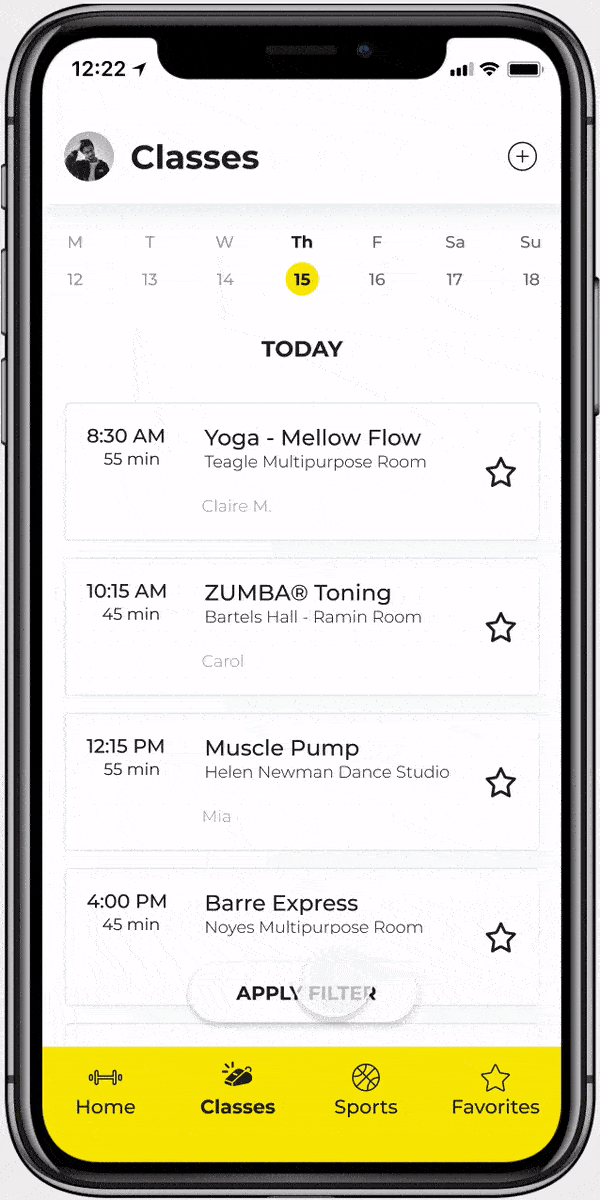 12:22
Classes
M T W Th F Sa Su
12 13 14 15 16 17 18
TODAY
8:30 AM Yoga - Mellow Flow
55 min Teagle Multipurpose Room
Claire M.
10:15 AM ZUMBA® Toning
45 min Bartels Hall - Ramin Room
Carol
12:15 PM Muscle Pump
55 min Helen Newman Dance Studio
Mia
4:00 PM Barre Express
45 min Noyes Multipurpose Room
APPLY FILTER
Home Classes Sports Favorites